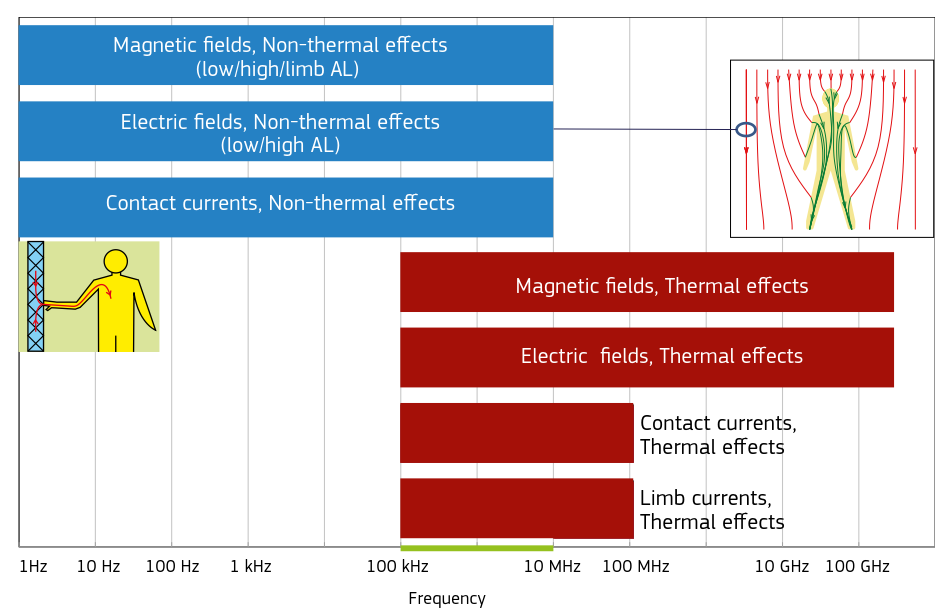 Magnetic fields, Non-thermal effects
(low/high/limb AL)
Electric fields, Non-thermal effects
(low/high AL)
Contact currents, Non-thermal effects
Magnetic fields, Thermal effects
Electric fields, Thermal effects
Contact currents,
Thermal effects
Limb currents,
Thermal effects
1Hz 10 Hz 100 Hz 1 kHz 100 kHz 10 MHz 100 MHz 10 GHz 100 GHz
Frequency